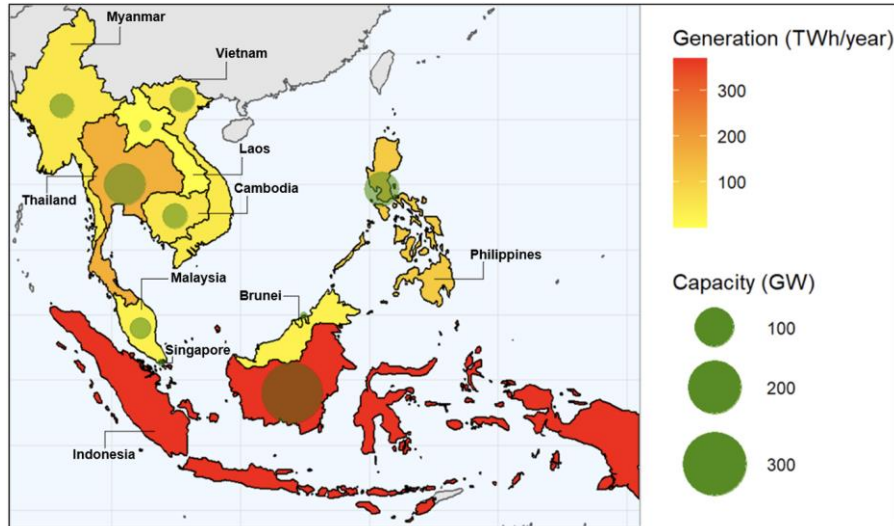 Myanmar
Vietnam
Laos
Thailand
Cambodia
Malaysia
Brunei
Philippines
Singapore
Indonesia
Generation (TWh/year)
300
200
100
Capacity (GW)
100
200
300